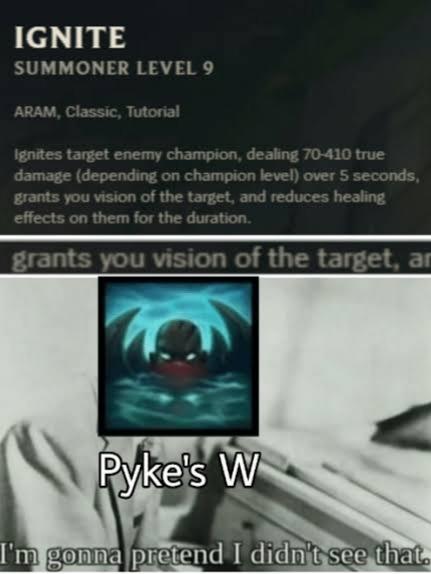 IGNITE
SUMMONER LEVEL 9
ARAM, Classic, Tutorial
Ignites target enemy champion, dealing 70-410 true
damage (depending on champion level) over 5 seconds,
grants you vision of the target, and reduces healing
effects on them for the duration.
grants you vision of the target, ar
Pyke's W
I'm gonna pretend I didn't see that.